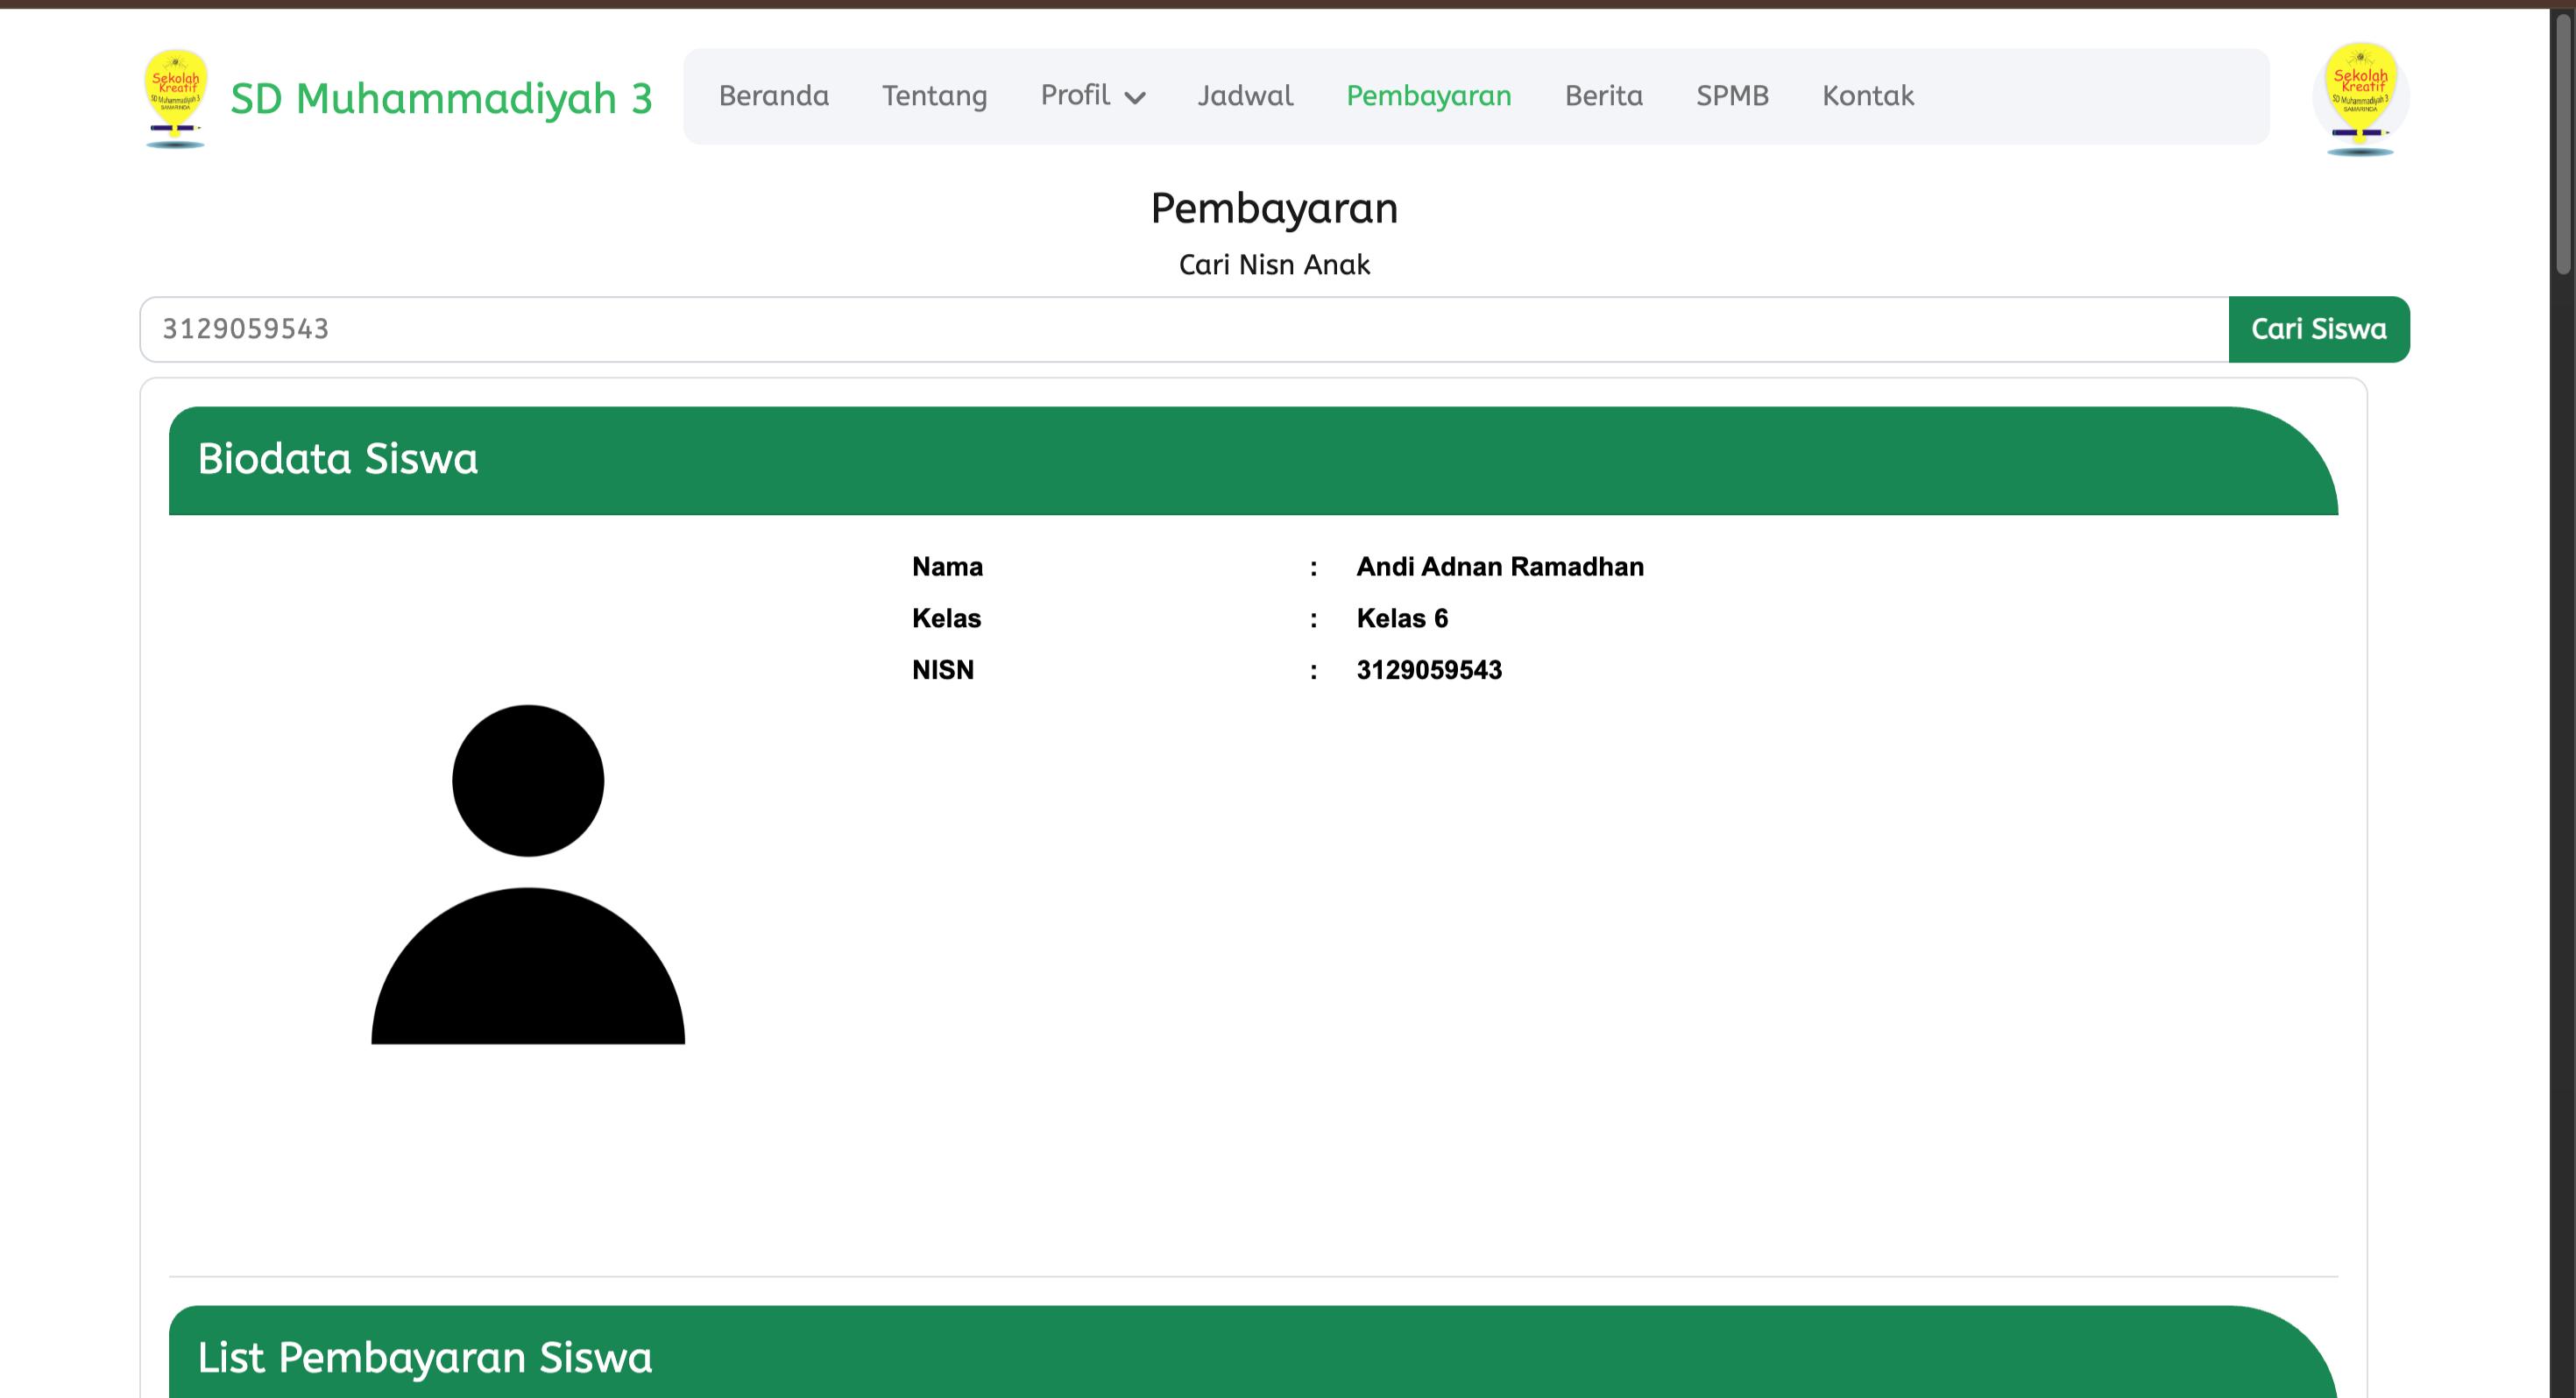 Sekolah
Kreatif
SD Muhammadiyah 3
SAMARINDA
SD Muhammadiyah 3
Beranda Tentang Profil Jadwal Pembayaran Berita SPMB Kontak
Sekolah
Kreatif
SD Muhammadiyah 3
SAMARINDA
Pembayaran
Cari Nisn Anak
3129059543 Cari Siswa
Biodata Siswa
Nama : Andi Adnan Ramadhan
Kelas : Kelas 6
NISN : 3129059543
List Pembayaran Siswa